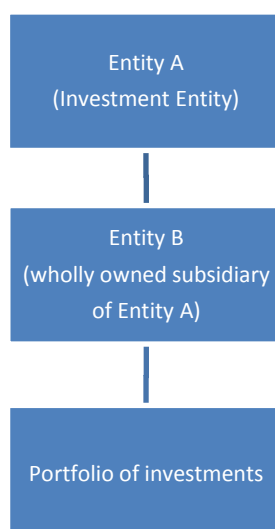 Entity A
(Investment Entity)
Entity B
(wholly owned subsidiary
of Entity A)
Portfolio of investments